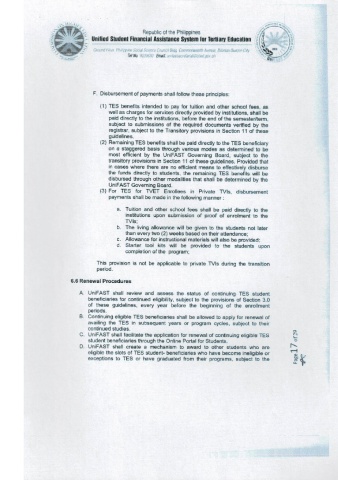 Republic of the Philippines
Unified Student Financial Assistance System for Tertiary Education
F. Disbursement of payments shall follow these principles:
(1) TES benefits intended to pay for tuition and other school fees, as
well as charges for services directly provided by institutions, shall be
paid directly to the institutions, before the end of the semester/term,
subject to submissions of the required documents verified by the
registrar, subject to the Transitory provisions in Section 11 of these
guidelines.
(2) Remaining TES benefits shall be paid directly to the TES beneficiary
on a staggered basis through various modes as determined to be
most efficient by the UniFAST Governing Board, subject to the
transitory provisions in Section 11 of these guidelines. Provided that
in cases where there are no efficient means to effectively disburse
the funds directly to students, the remaining TES benefits will be
disbursed through other modalities that shall be determined by the
UniFAST Governing Board.
(3) For TES for TVET Enrollees in Private TVIs, disbursement
payments shall be made in the following manner :
a. Tuition and other school fees shall be paid directly to the
institutions upon submission of proof of enrollment to the
TVIs;
b. The living allowance will be given to the students not later
than every two (2) weeks based on their attendance;
c. Allowance for instructional materials will also be provided;
d. Starter tool kits will be provided to the students upon
completion of the program;
This provision is not be applicable to private TVIs during the transition
period.
6.6 Renewal Procedures
A. UniFAST shall review and assess the status of continuing TES student
beneficiaries for continued eligibility, subject to the provisions of Section 3.0
of these guidelines, every year before the beginning of the enrollment
periods.
B. Continuing eligible TES beneficiaries shall be allowed to apply for renewal of
availing the TES in subsequent years or program cycles, subject to their
continued studies.
C. UniFAST shall facilitate the application for renewal of continuing eligible TES
student beneficiaries through the Online Portal for Students.
D. UniFAST shall create a mechanism to award to other students who are
eligible the slots of TES student- beneficiaries who have become ineligible or
exceptions to TES or have graduated from their programs, subject to the
Page 17 of 29